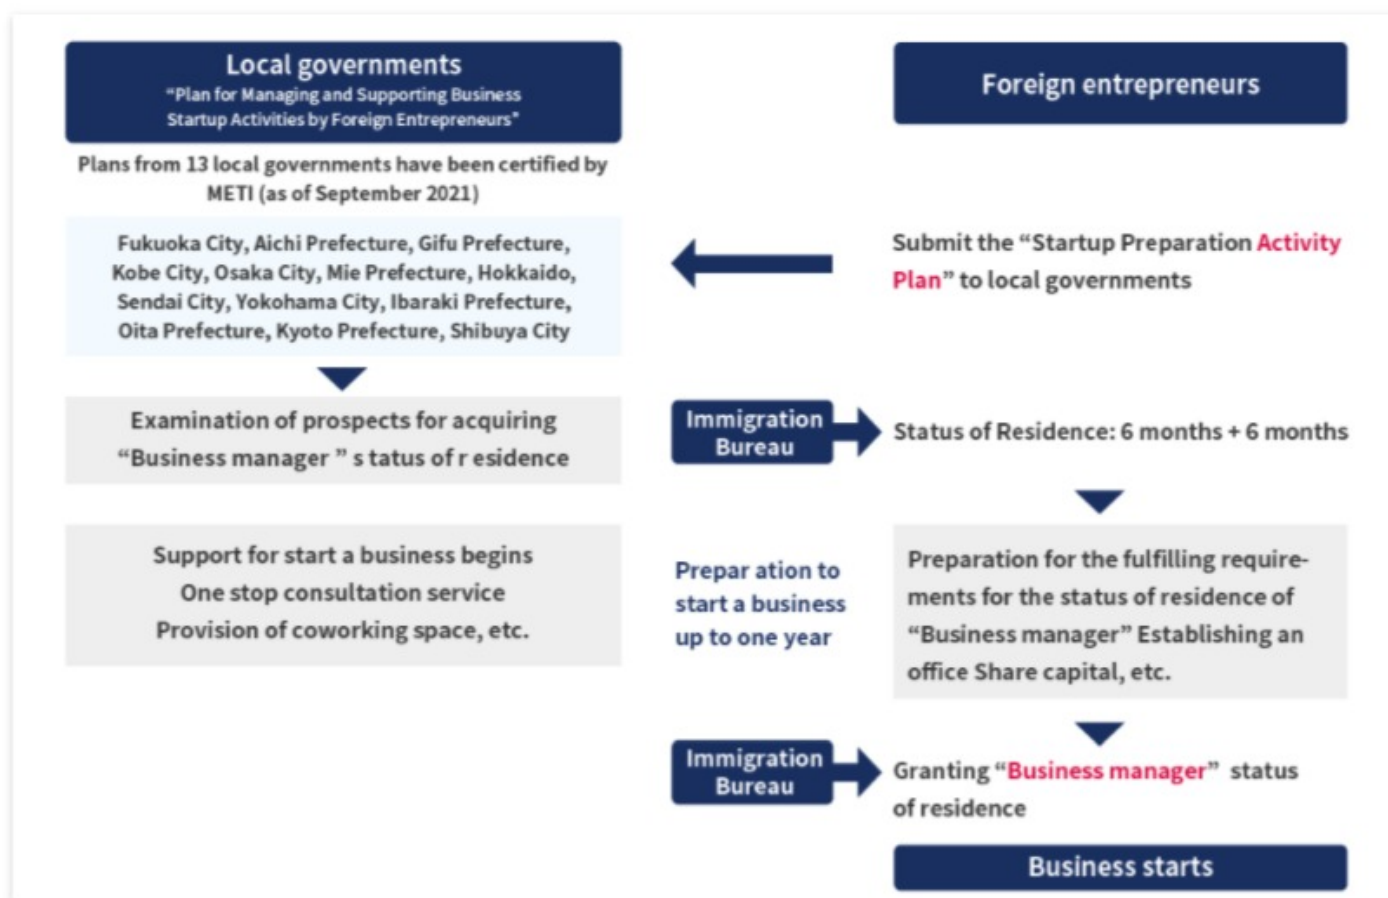 Local governments
"Plan for Managing and Supporting Business
Startup Activities by Foreign Entrepreneurs"
Plans from 13 local governments have been certified by
METI (as of September 2021)
Fukuoka City, Aichi Prefecture, Gifu Prefecture,
Kobe City, Osaka City, Mie Prefecture, Hokkaido,
Sendai City, Yokohama City, Ibaraki Prefecture,
Oita Prefecture, Kyoto Prefecture, Shibuya City
Examination of prospects for acquiring
“Business manager ” s tatus of r esidence
Support for start a business begins
One stop consultation service
Provision of coworking space, etc.
Foreign entrepreneurs
Submit the “Startup Preparation Activity
Plan” to local governments
Immigration
Bureau
Status of Residence: 6 months + 6 months
Prepar ation to
start a business
up to one year
Preparation for the fulfilling require-
ments for the status of residence of
“Business manager” Establishing an
office Share capital, etc.
Immigration
Bureau
Granting “Business manager” status
of residence
Business starts